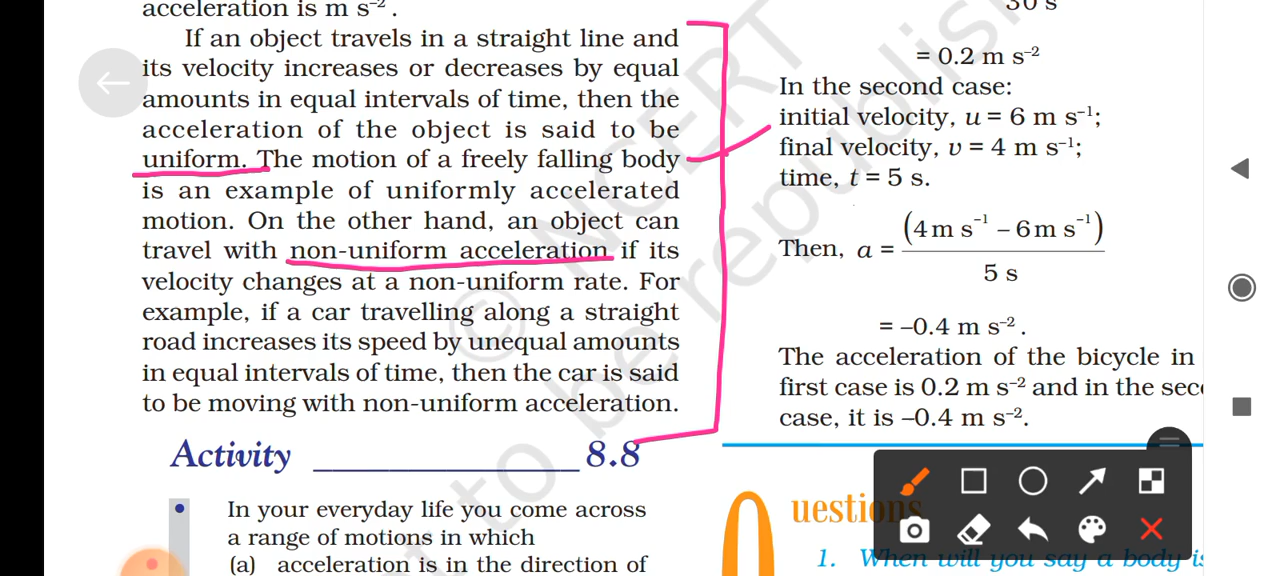 acceleration is m s⁻².
If an object travels in a straight line and
its velocity increases or decreases by equal
amounts in equal intervals of time, then the
acceleration of the object is said to be
uniform. The motion of a freely falling body
is an example of uniformly accelerated
motion. On the other hand, an object can
travel with non-uniform acceleration if its
velocity changes at a non-uniform rate. For
example, if a car travelling along a straight
road increases its speed by unequal amounts
in equal intervals of time, then the car is said
to be moving with non-uniform acceleration.
Activity ______________ 8.8
In your everyday life you come across
a range of motions in which
(a) acceleration is in the direction of
30 s
= 0.2 m s⁻²
In the second case:
initial velocity, u = 6 m s⁻¹;
final velocity, v = 4 m s⁻¹;
time, t = 5 s.
Then, a = (4 m s⁻¹ – 6 m s⁻¹)
5 s
= –0.4 m s⁻².
The acceleration of the bicycle in
first case is 0.2 m s⁻² and in the sec
case, it is –0.4 m s⁻².
Questions
1. When will you say a body is
© NCERT
not to be republish